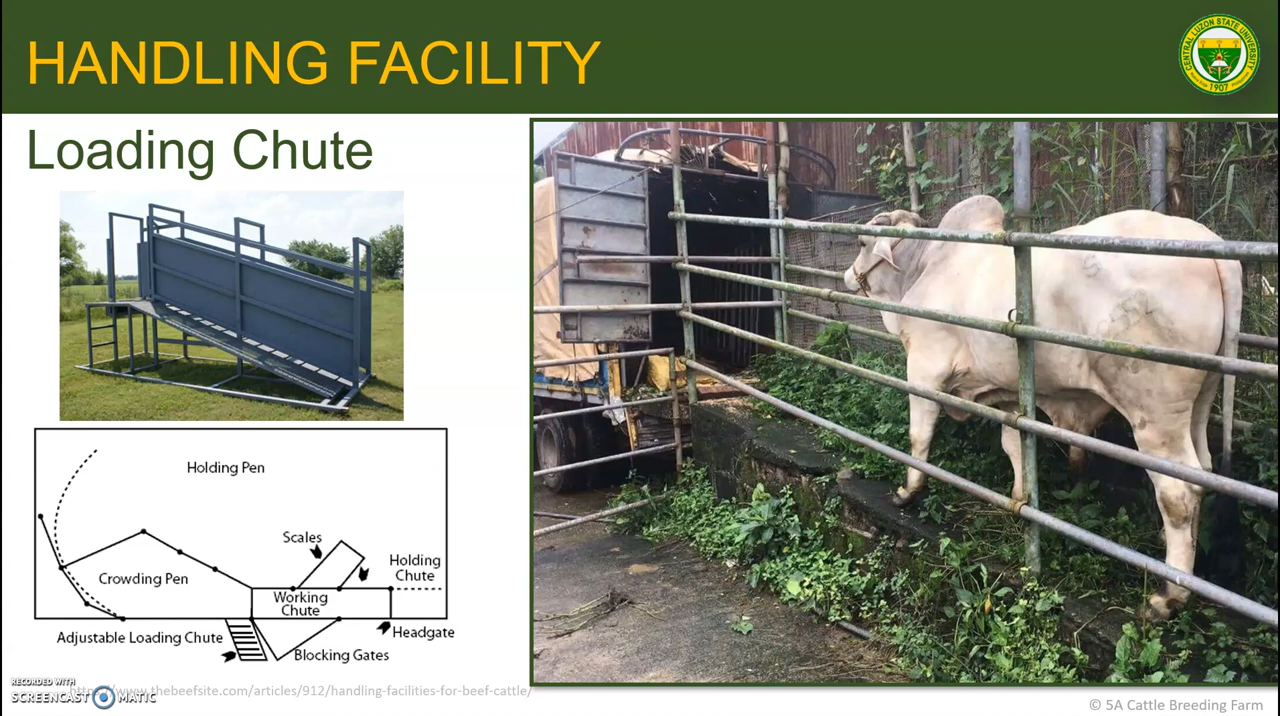 HANDLING FACILITY
CENTRAL LUZON STATE UNIVERSITY
1907
Loading Chute
Holding Pen
Scales
Holding
Chute
Crowding Pen
Working
Chute
Adjustable Loading Chute
Headgate
Blocking Gates
RECORDED WITH
SCREENCAST MATIC
www.thebeefsite.com/articles/912/handling-facilities-for-beef-cattle/
© 5A Cattle Breeding Farm